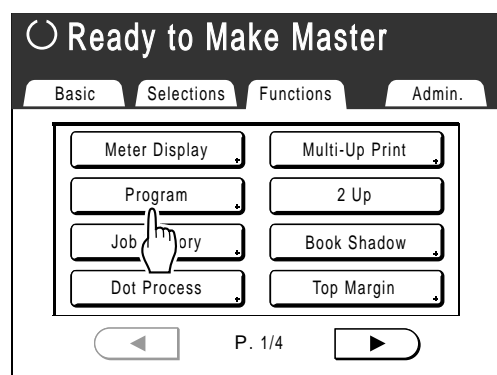 Ready to Make Master
Basic Selections Functions Admin.
Meter Display Multi-Up Print
Program 2 Up
Job Book Shadow
Dot Process Top Margin
P. 1/4